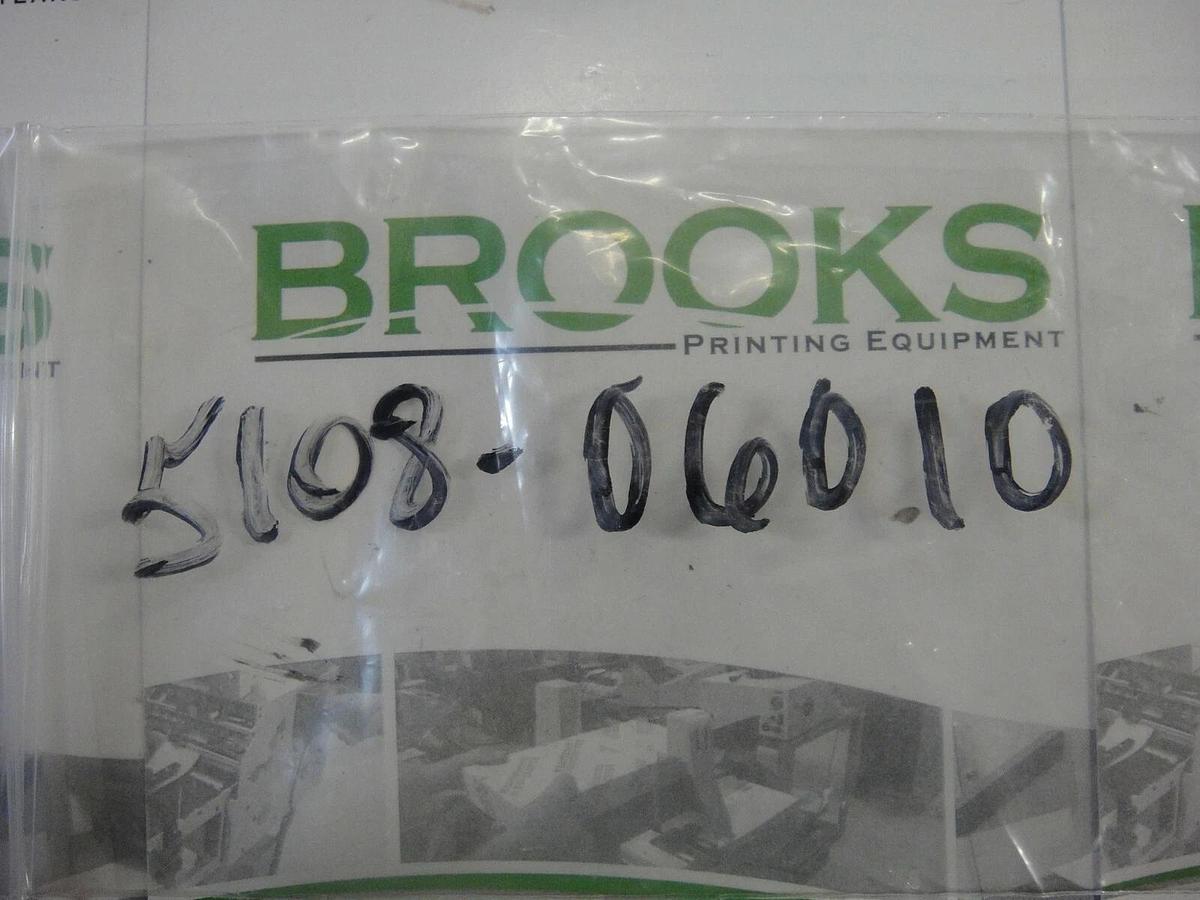 BROOKS
PRINTING EQUIPMENT
5108-06010